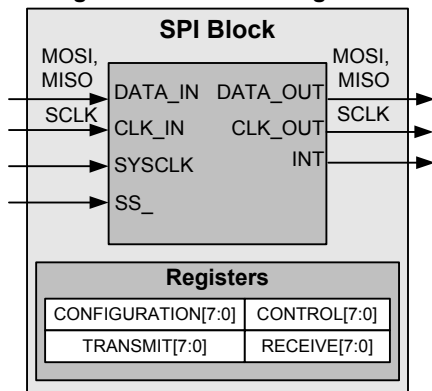 SPI Block
MOSI, MISO
MOSI, MISO
SCLK
SCLK
DATA_IN DATA_OUT
CLK_IN CLK_OUT
SYSCLK INT
SS_
Registers
CONFIGURATION[7:0] CONTROL[7:0]
TRANSMIT[7:0] RECEIVE[7:0]